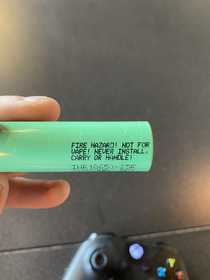 FIRE HAZARD! NOT FOR
VAPE! NEVER INSTALL,
CARRY OR HANDLE!
INR18650-25R